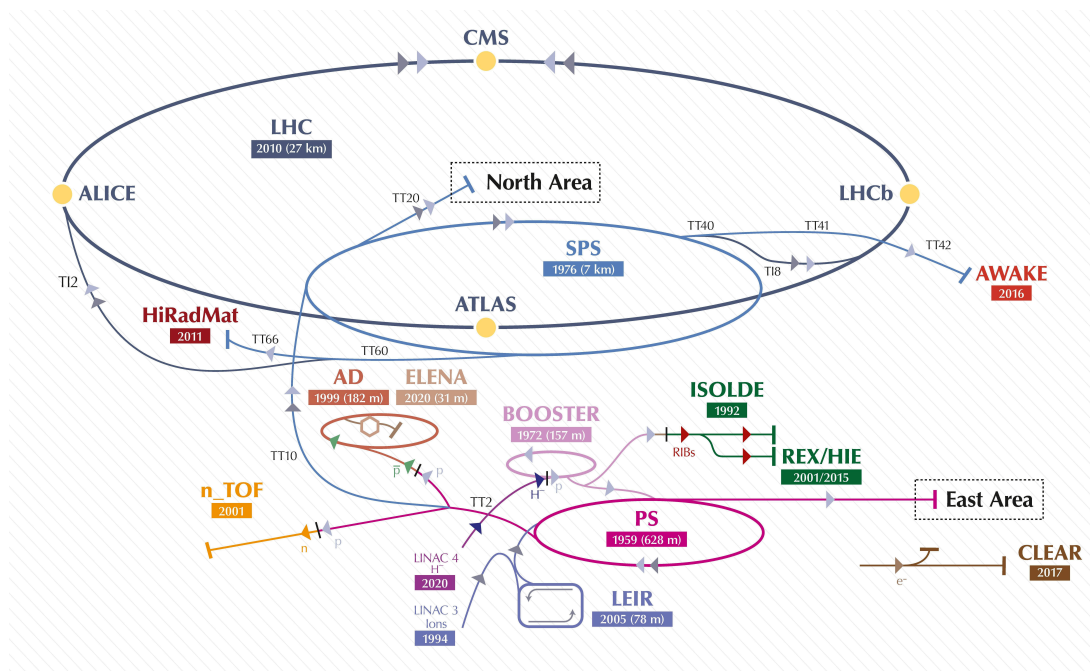 CMS
LHC
2010 (27 km)
North Area
TT20
ALICE
LHCb
TT40
TT41
SPS
1976 (7 km)
TT42
TI8
AWAKE
2016
TI2
ATLAS
HiRadMat
2011
TT66
TT60
AD
1999 (182 m)
ELENA
2020 (31 m)
ISOLDE
1992
BOOSTER
1972 (157 m)
RIBs
REX/HIE
2001/2015
TT10
p̅
p
H⁻
p
n_TOF
2001
TT2
East Area
PS
1959 (628 m)
n
p
LINAC 4
H⁻
2020
CLEAR
2017
e⁻
LEIR
2005 (78 m)
LINAC 3
Ions
1994